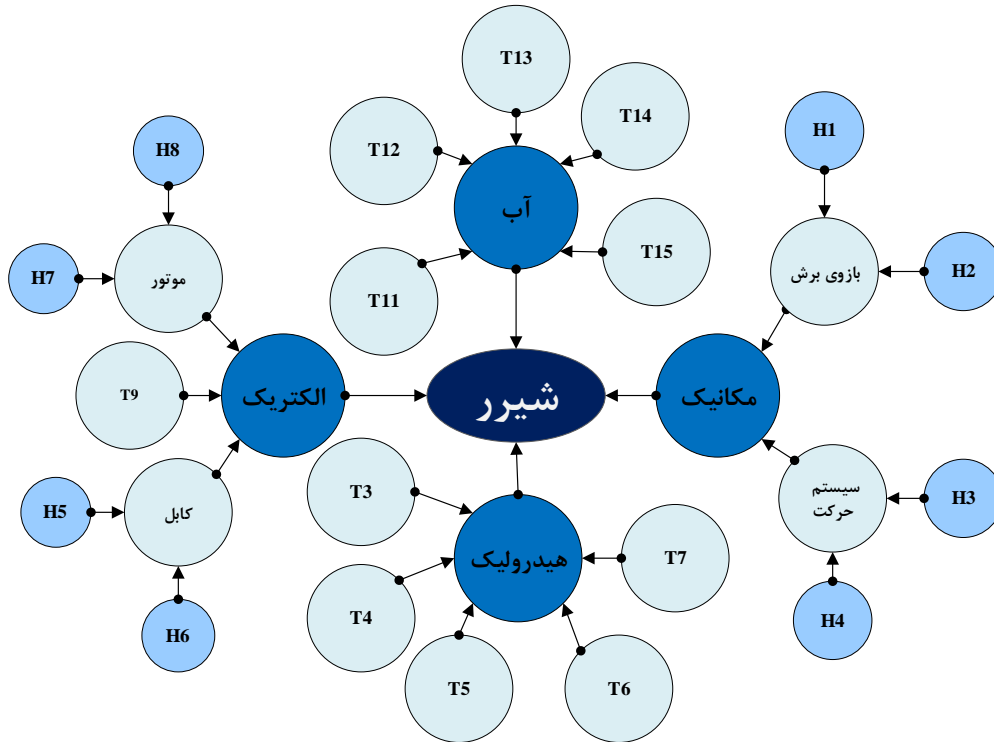 T13
T14
T12
H1
H8
آب
T15
H2
بازوی برش
H7
موتور
T11
T9
الکتریک
شیرر
مکانیک
T3
سیستم
حرکت
H3
H5
کابل
T7
هیدرولیک
T4
H4
H6
T5
T6